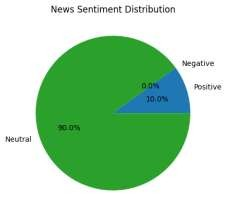 News Sentiment Distribution
Negative
0.0%
Positive
10.0%
90.0%
Neutral